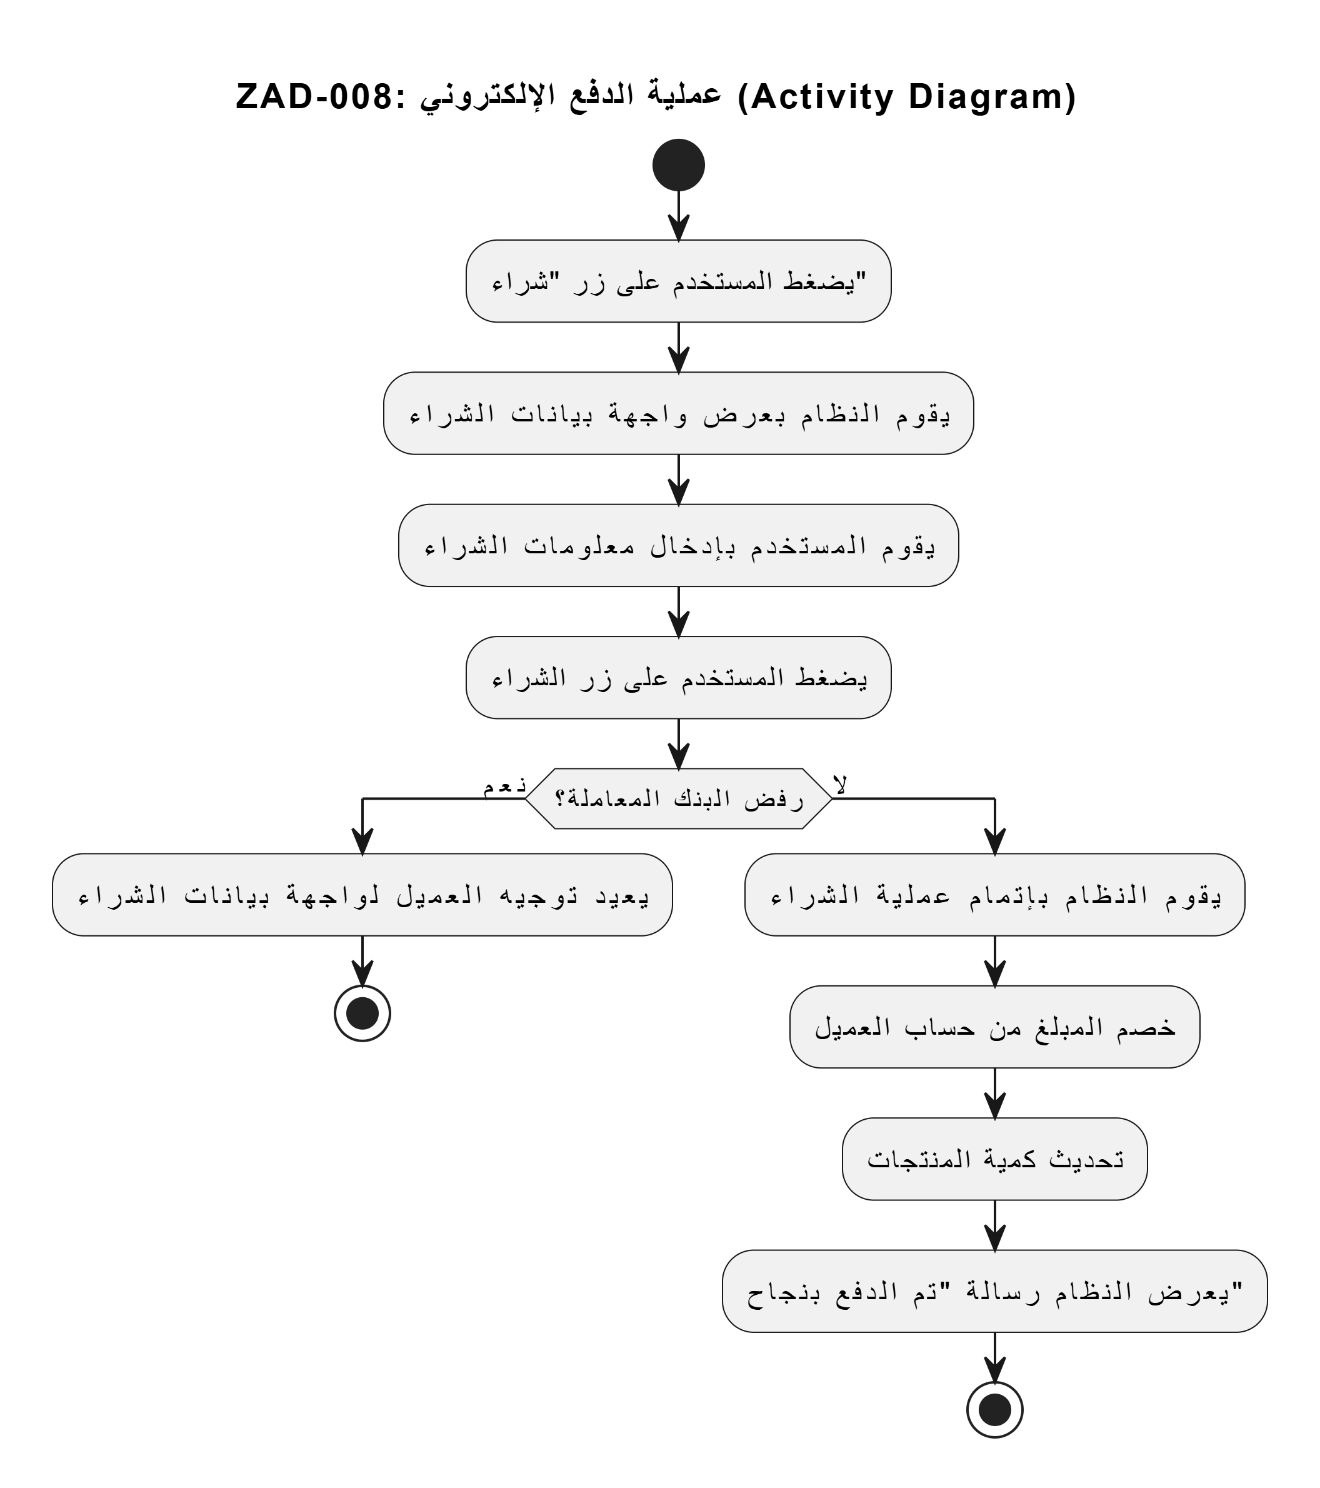 ZAD-008: عملية الدفع الإلكتروني (Activity Diagram)
يضغط المستخدم على زر "شراء"
يقوم النظام بعرض واجهة بيانات الشراء
يقوم المستخدم بإدخال معلومات الشراء
يضغط المستخدم على زر الشراء
رفض البنك المعاملة؟
نعم
لا
يعيد توجيه العميل لواجهة بيانات الشراء
يقوم النظام بإتمام عملية الشراء
خصم المبلغ من حساب العميل
تحديث كمية المنتجات
يعرض النظام رسالة "تم الدفع بنجاح"